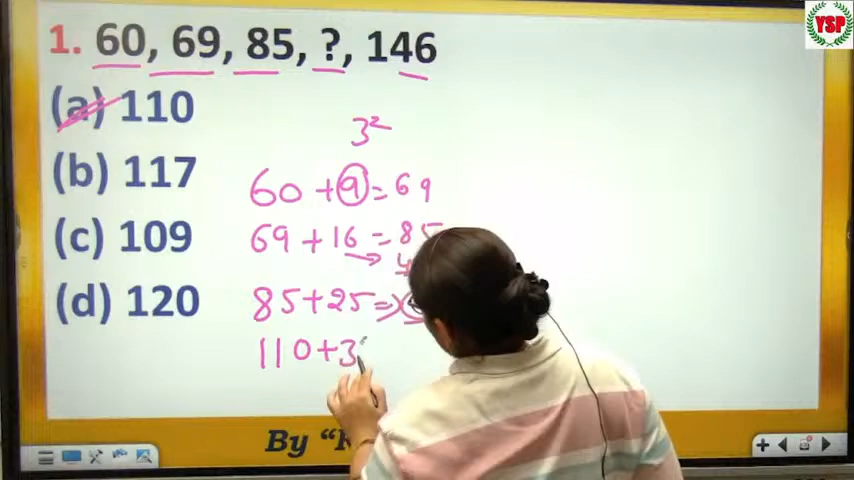 YSP
1. 60, 69, 85, ?, 146
(a) 110
(b) 117
(c) 109
(d) 120
3²
60 + 9 = 69
69 + 16 = 85
85 + 25 =>
110 + 3
By "